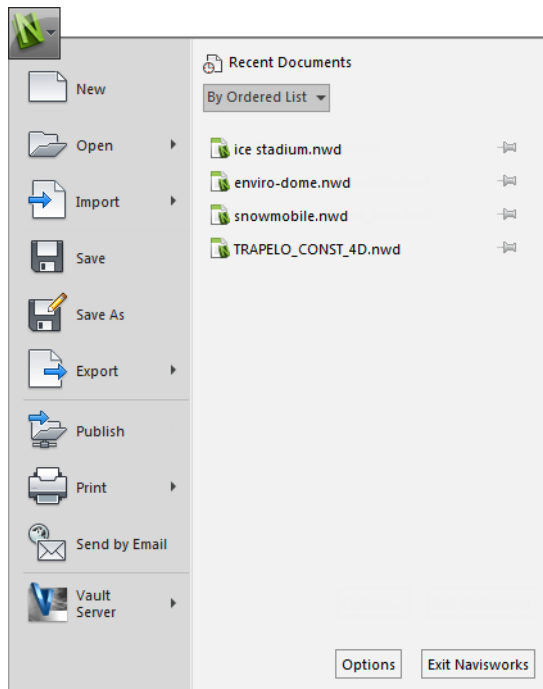 New
Open
Import
Save
Save As
Export
Publish
Print
Send by Email
Vault
Server
Recent Documents
By Ordered List
ice stadium.nwd
enviro-dome.nwd
snowmobile.nwd
TRAPELO_CONST_4D.nwd
Options
Exit Navisworks